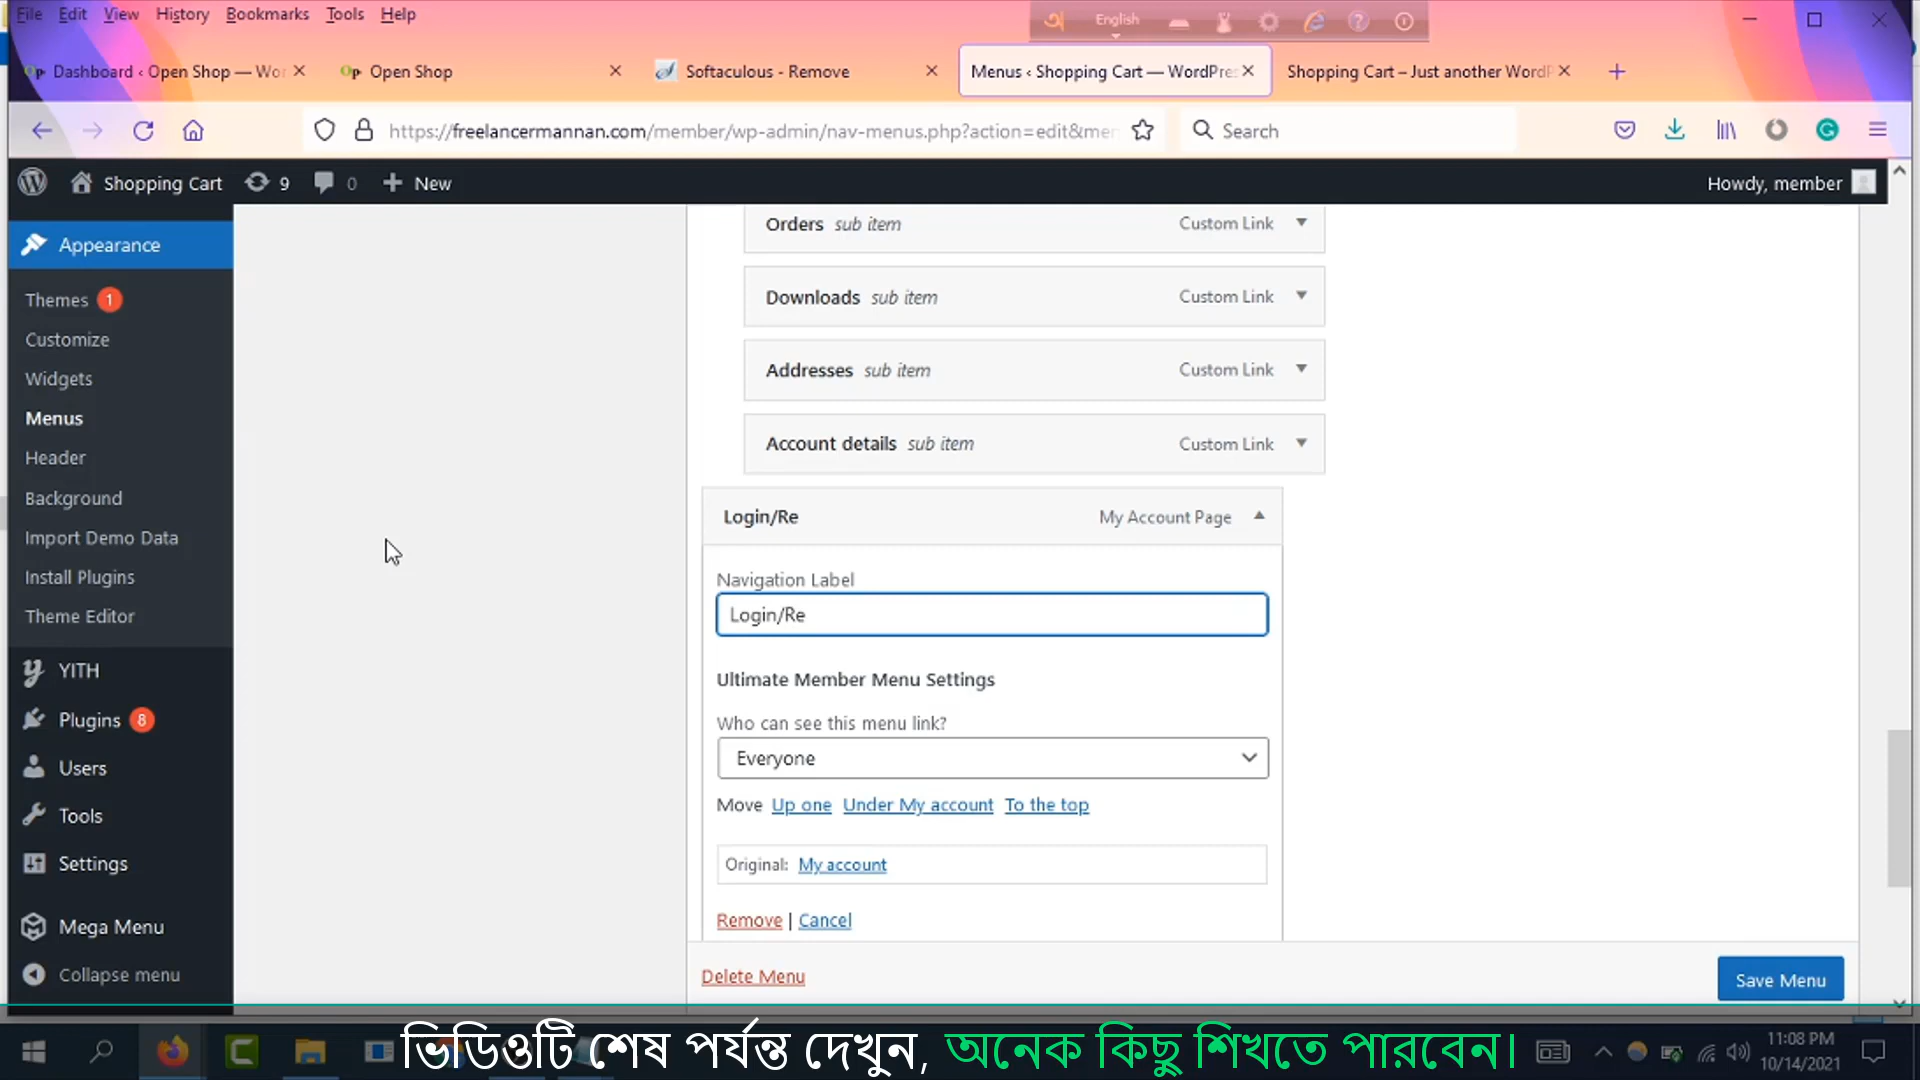 File Edit View History Bookmarks Tools Help
English
Dashboard ‹ Open Shop — Wor
Open Shop
Softaculous - Remove
Menus ‹ Shopping Cart — WordPre
Shopping Cart – Just another WordP
https://freelancermannan.com/member/wp-admin/nav-menus.php?action=edit&me
Search
Shopping Cart 9 0 New
Howdy, member
Appearance
Themes 1
Customize
Widgets
Menus
Header
Background
Import Demo Data
Install Plugins
Theme Editor
YITH
Plugins 8
Users
Tools
Settings
Mega Menu
Collapse menu
Orders sub item Custom Link
Downloads sub item Custom Link
Addresses sub item Custom Link
Account details sub item Custom Link
Login/Re My Account Page
Navigation Label
Login/Re
Ultimate Member Menu Settings
Who can see this menu link?
Everyone
Move Up one Under My account To the top
Original: My account
Remove | Cancel
Delete Menu
Save Menu
ভিডিওটি শেষ পর্যন্ত দেখুন, অনেক কিছু শিখতে পারবেন।
11:08 PM
10/14/2021